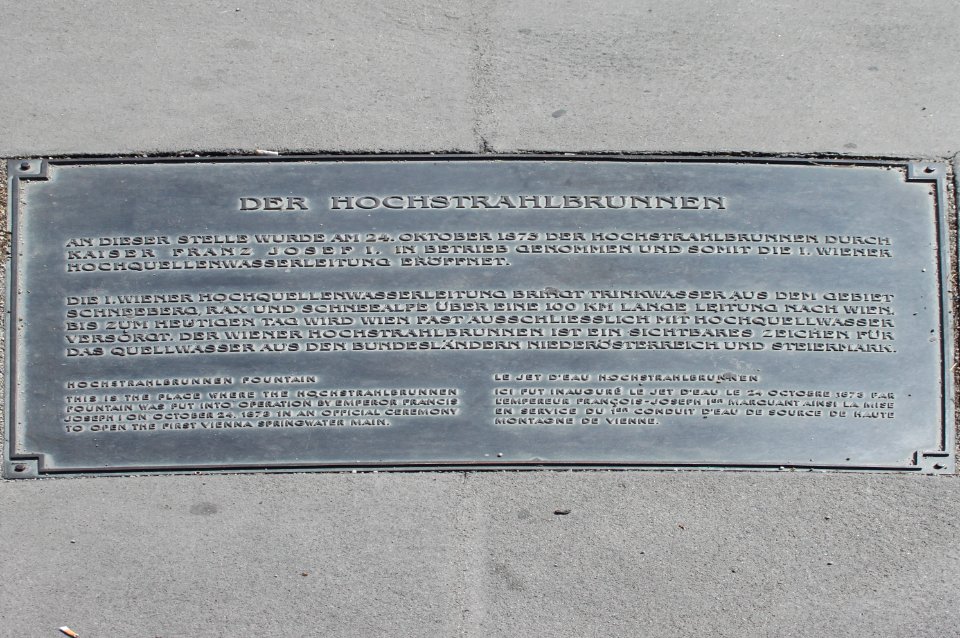 DER HOCHSTRAHLBRUNNEN
AN DIESER STELLE WURDE AM 24. OKTOBER 1873 DER HOCHSTRAHLBRUNNEN DURCH
KAISER FRANZ JOSEF I. IN BETRIEB GENOMMEN UND SOMIT DIE I. WIENER
HOCHQUELLENWASSERLEITUNG ERÖFFNET.
DIE I. WIENER HOCHQUELLENWASSERLEITUNG BRINGT TRINKWASSER AUS DEM GEBIET
SCHNEEBERG, RAX UND SCHNEEALPE ÜBER EINE 100 KM LANGE LEITUNG NACH WIEN.
BIS ZUM HEUTIGEN TAG WIRD WIEN FAST AUSSCHLIESSLICH MIT HOCHQUELLWASSER
VERSORGT. DER WIENER HOCHSTRAHLBRUNNEN IST EIN SICHTBARES ZEICHEN FÜR
DAS QUELLWASSER AUS DEN BUNDESLÄNDERN NIEDERÖSTERREICH UND STEIERMARK.
HOCHSTRAHLBRUNNEN FOUNTAIN
THIS IS THE PLACE WHERE THE HOCHSTRAHLBRUNNEN
FOUNTAIN WAS PUT INTO OPERATION BY EMPEROR FRANCIS
JOSEPH I ON OCTOBER 24, 1873 IN AN OFFICIAL CEREMONY
TO OPEN THE FIRST VIENNA SPRINGWATER MAIN.
LE JET D'EAU HOCHSTRAHLBRUNNEN
ICI FUT INAUGURÉ LE JET D'EAU LE 24 OCTOBRE 1873 PAR
L'EMPEREUR FRANÇOIS-JOSEPH IER MARQUANT AINSI LA MISE
EN SERVICE DU 1ER CONDUIT D'EAU DE SOURCE DE HAUTE
MONTAGNE DE VIENNE.